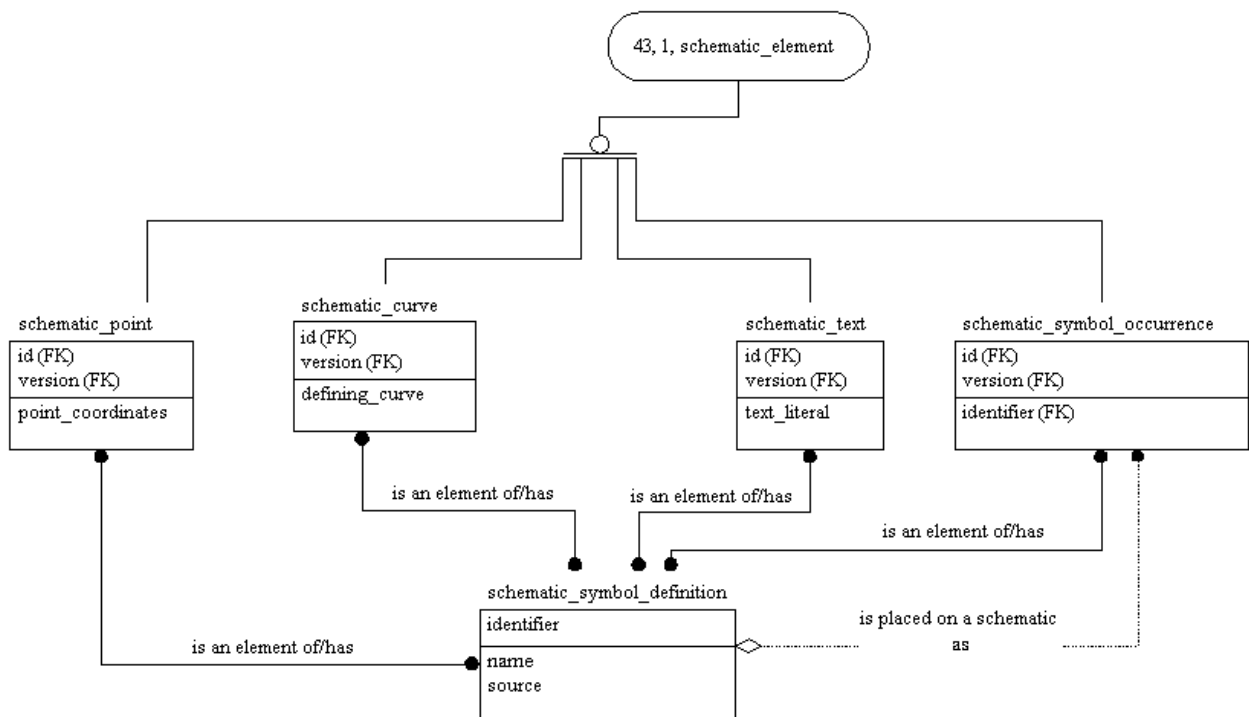 43, 1, schematic_element
schematic_point
id (FK)
version (FK)
point_coordinates
schematic_curve
id (FK)
version (FK)
defining_curve
schematic_text
id (FK)
version (FK)
text_literal
schematic_symbol_occurrence
id (FK)
version (FK)
identifier (FK)
is an element of/has
is an element of/has
is an element of/has
is an element of/has
schematic_symbol_definition
identifier
name
source
is placed on a schematic
as